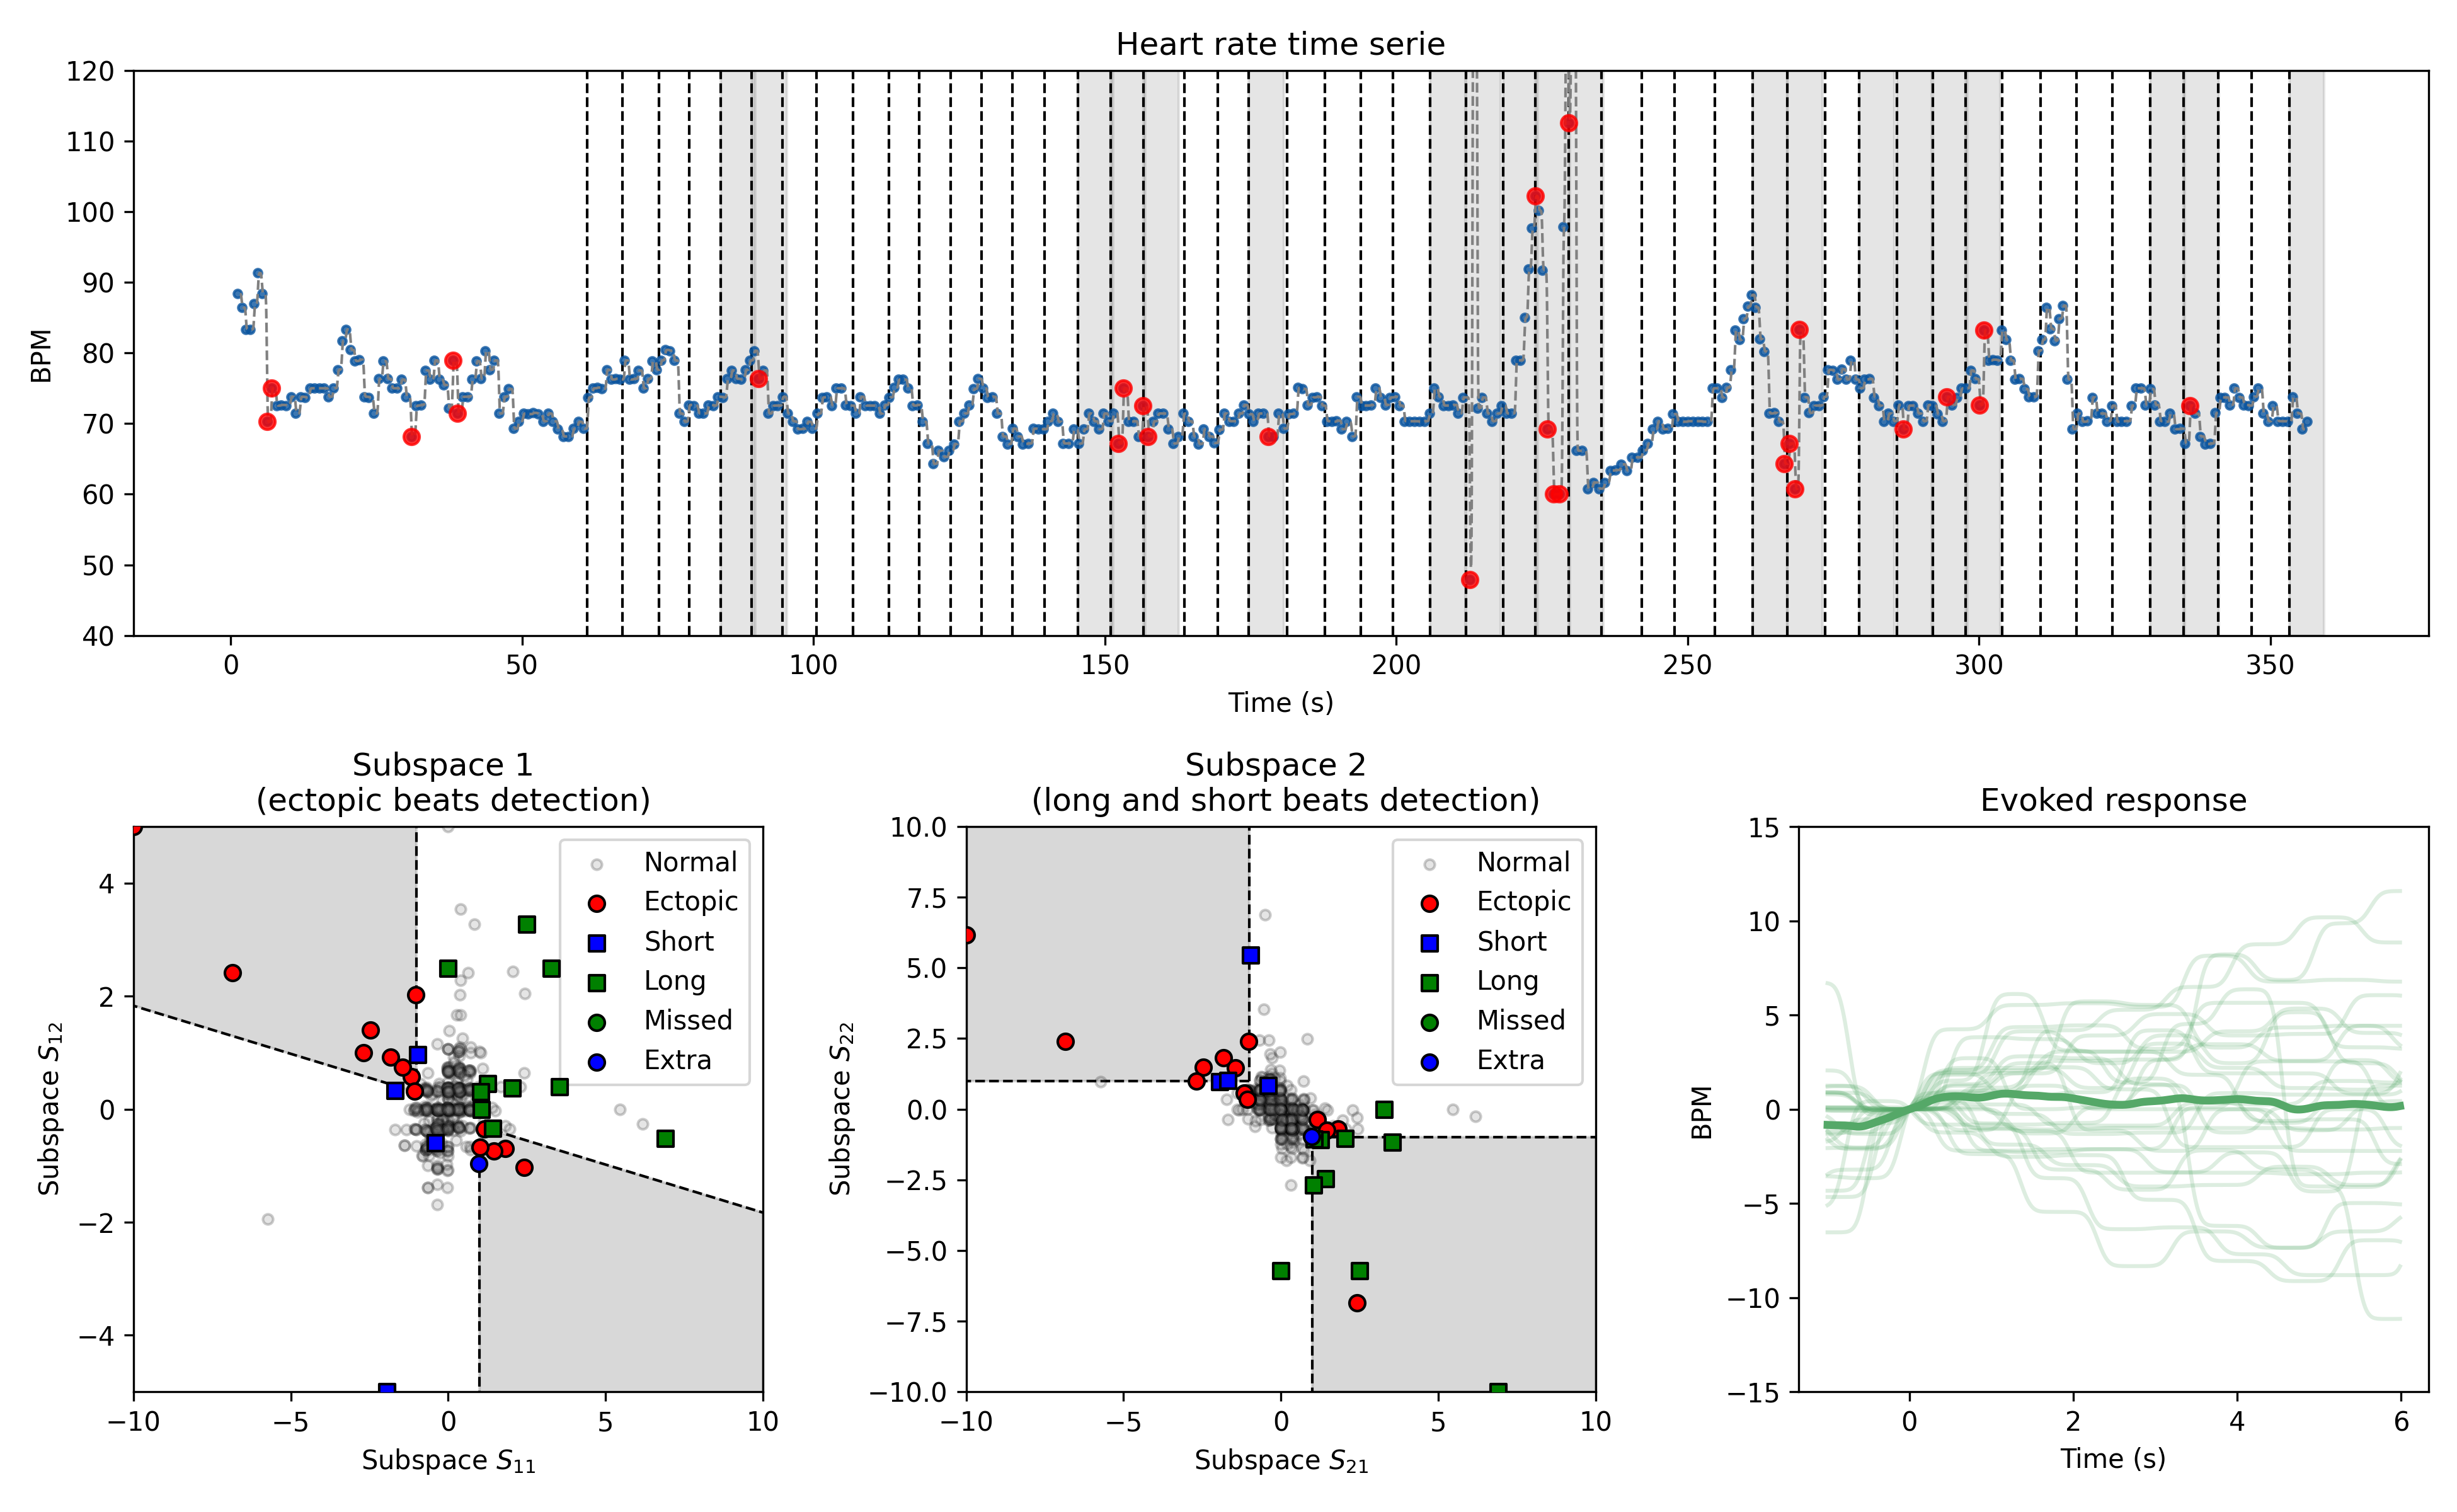 Heart rate time serie
120
110
100
90
80
70
60
50
40
BPM
0 50 100 150 200 250 300 350
Time (s)
Subspace 1
(ectopic beats detection)
4
2
0
−2
−4
Subspace S12
Normal
Ectopic
Short
Long
Missed
Extra
−10 −5 0 5 10
Subspace S11
Subspace 2
(long and short beats detection)
10.0
7.5
5.0
2.5
0.0
−2.5
−5.0
−7.5
−10.0
Subspace S22
Normal
Ectopic
Short
Long
Missed
Extra
−10 −5 0 5 10
Subspace S21
Evoked response
15
10
5
0
−5
−10
−15
BPM
0 2 4 6
Time (s)